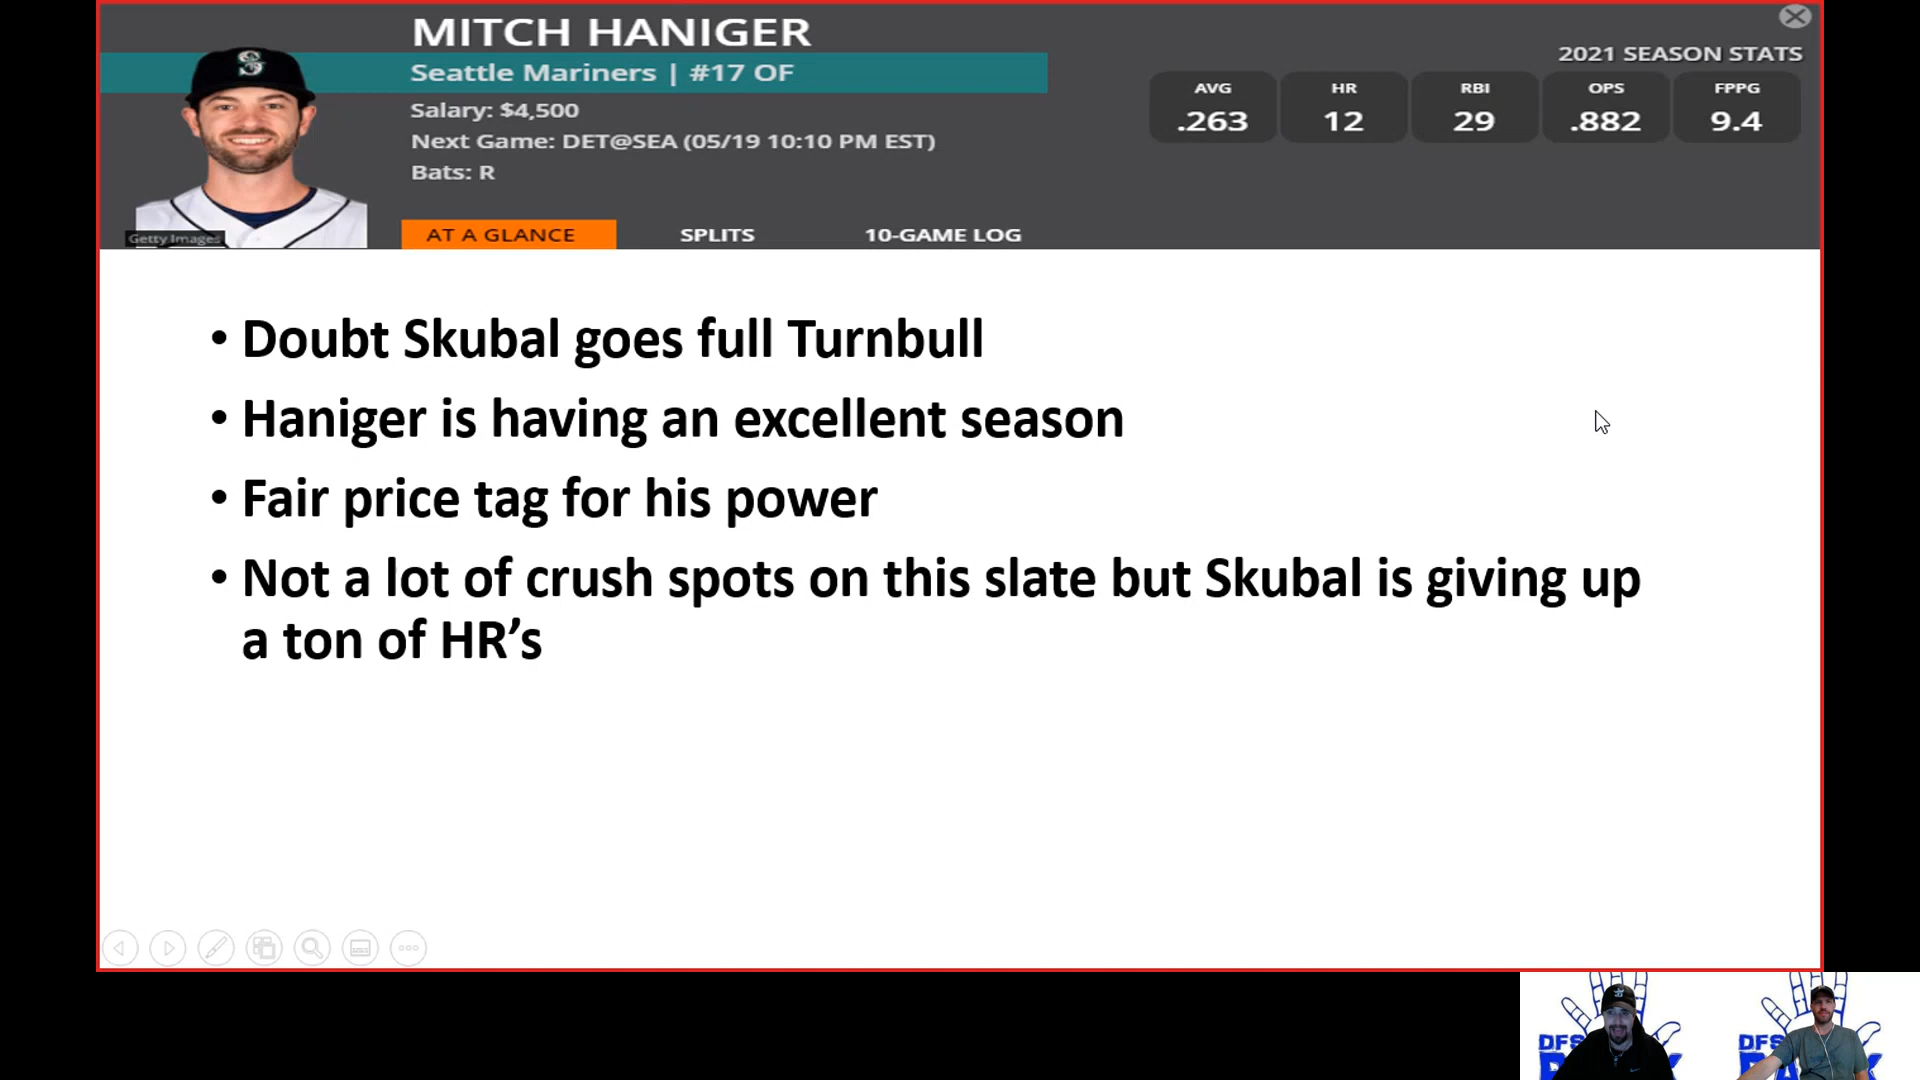 MITCH HANIGER
Seattle Mariners | #17 OF
Salary: $4,500
Next Game: DET@SEA (05/19 10:10 PM EST)
Bats: R
Getty Images
AT A GLANCE SPLITS 10-GAME LOG
2021 SEASON STATS
AVG HR RBI OPS FPPG
.263 12 29 .882 9.4
• Doubt Skubal goes full Turnbull
• Haniger is having an excellent season
• Fair price tag for his power
• Not a lot of crush spots on this slate but Skubal is giving up
a ton of HR’s
DFS